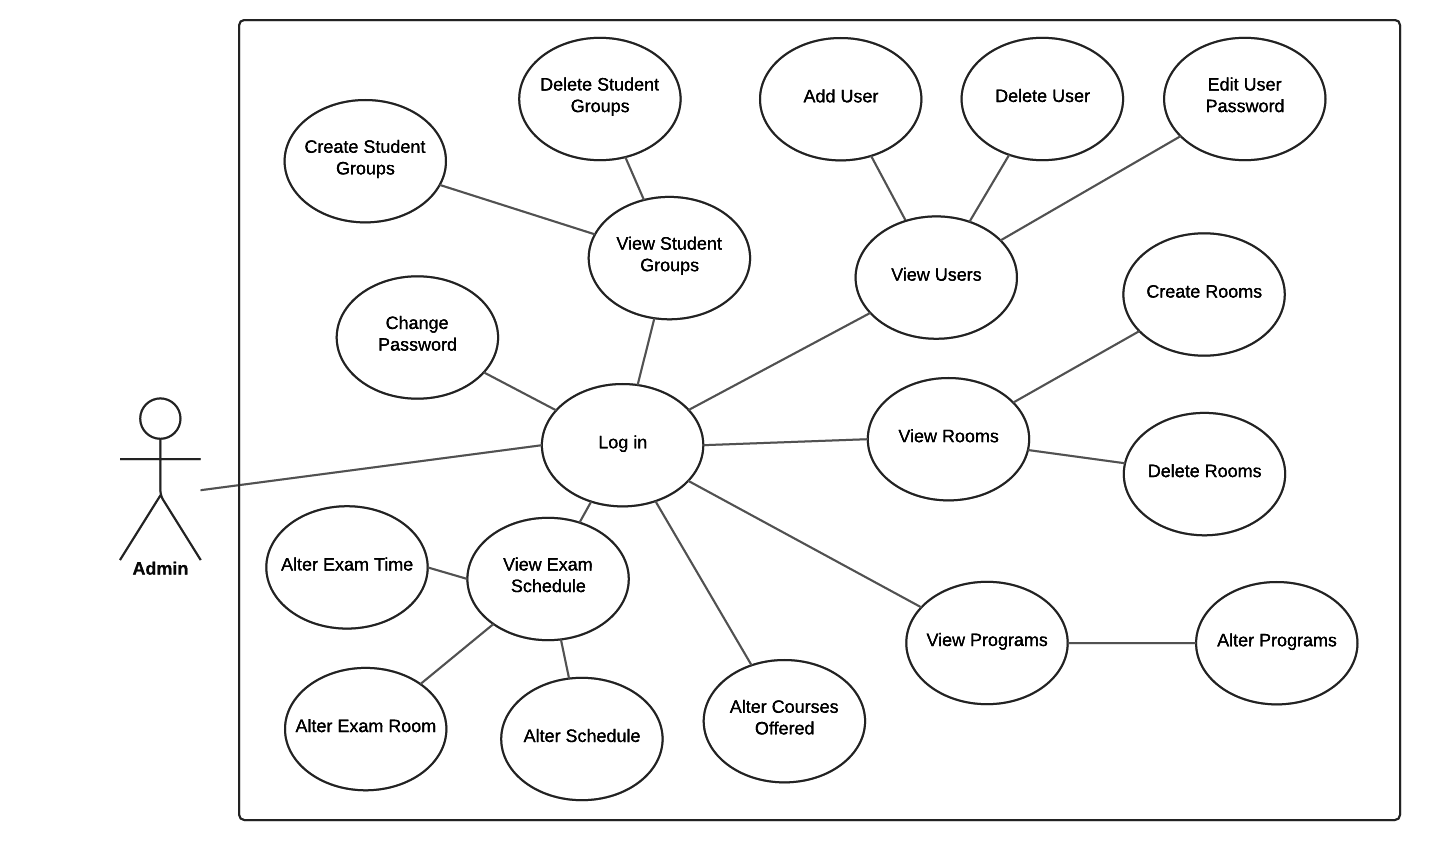 Delete Student
Groups
Add User
Delete User
Edit User
Password
Create Student
Groups
View Student
Groups
View Users
Create Rooms
Change
Password
Log in
View Rooms
Delete Rooms
Admin
Alter Exam Time
View Exam
Schedule
View Programs
Alter Programs
Alter Exam Room
Alter Schedule
Alter Courses
Offered